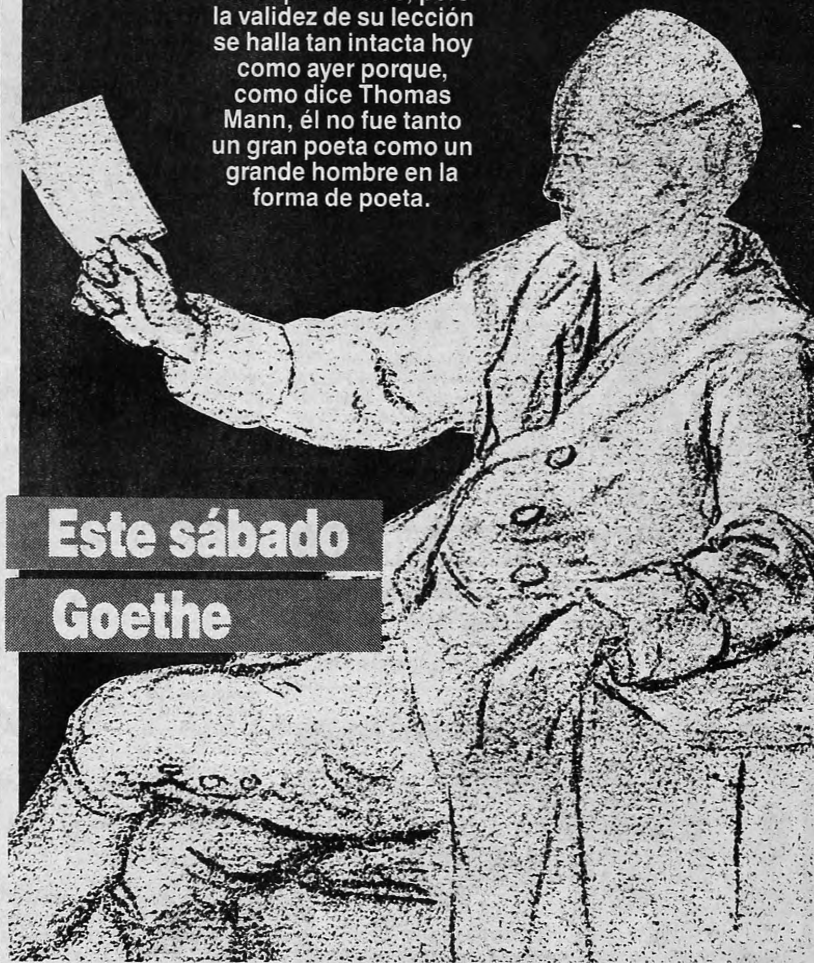 la validez de su lección
se halla tan intacta hoy
como ayer porque,
como dice Thomas
Mann, él no fue tanto
un gran poeta como un
grande hombre en la
forma de poeta.
Este sábado
Goethe